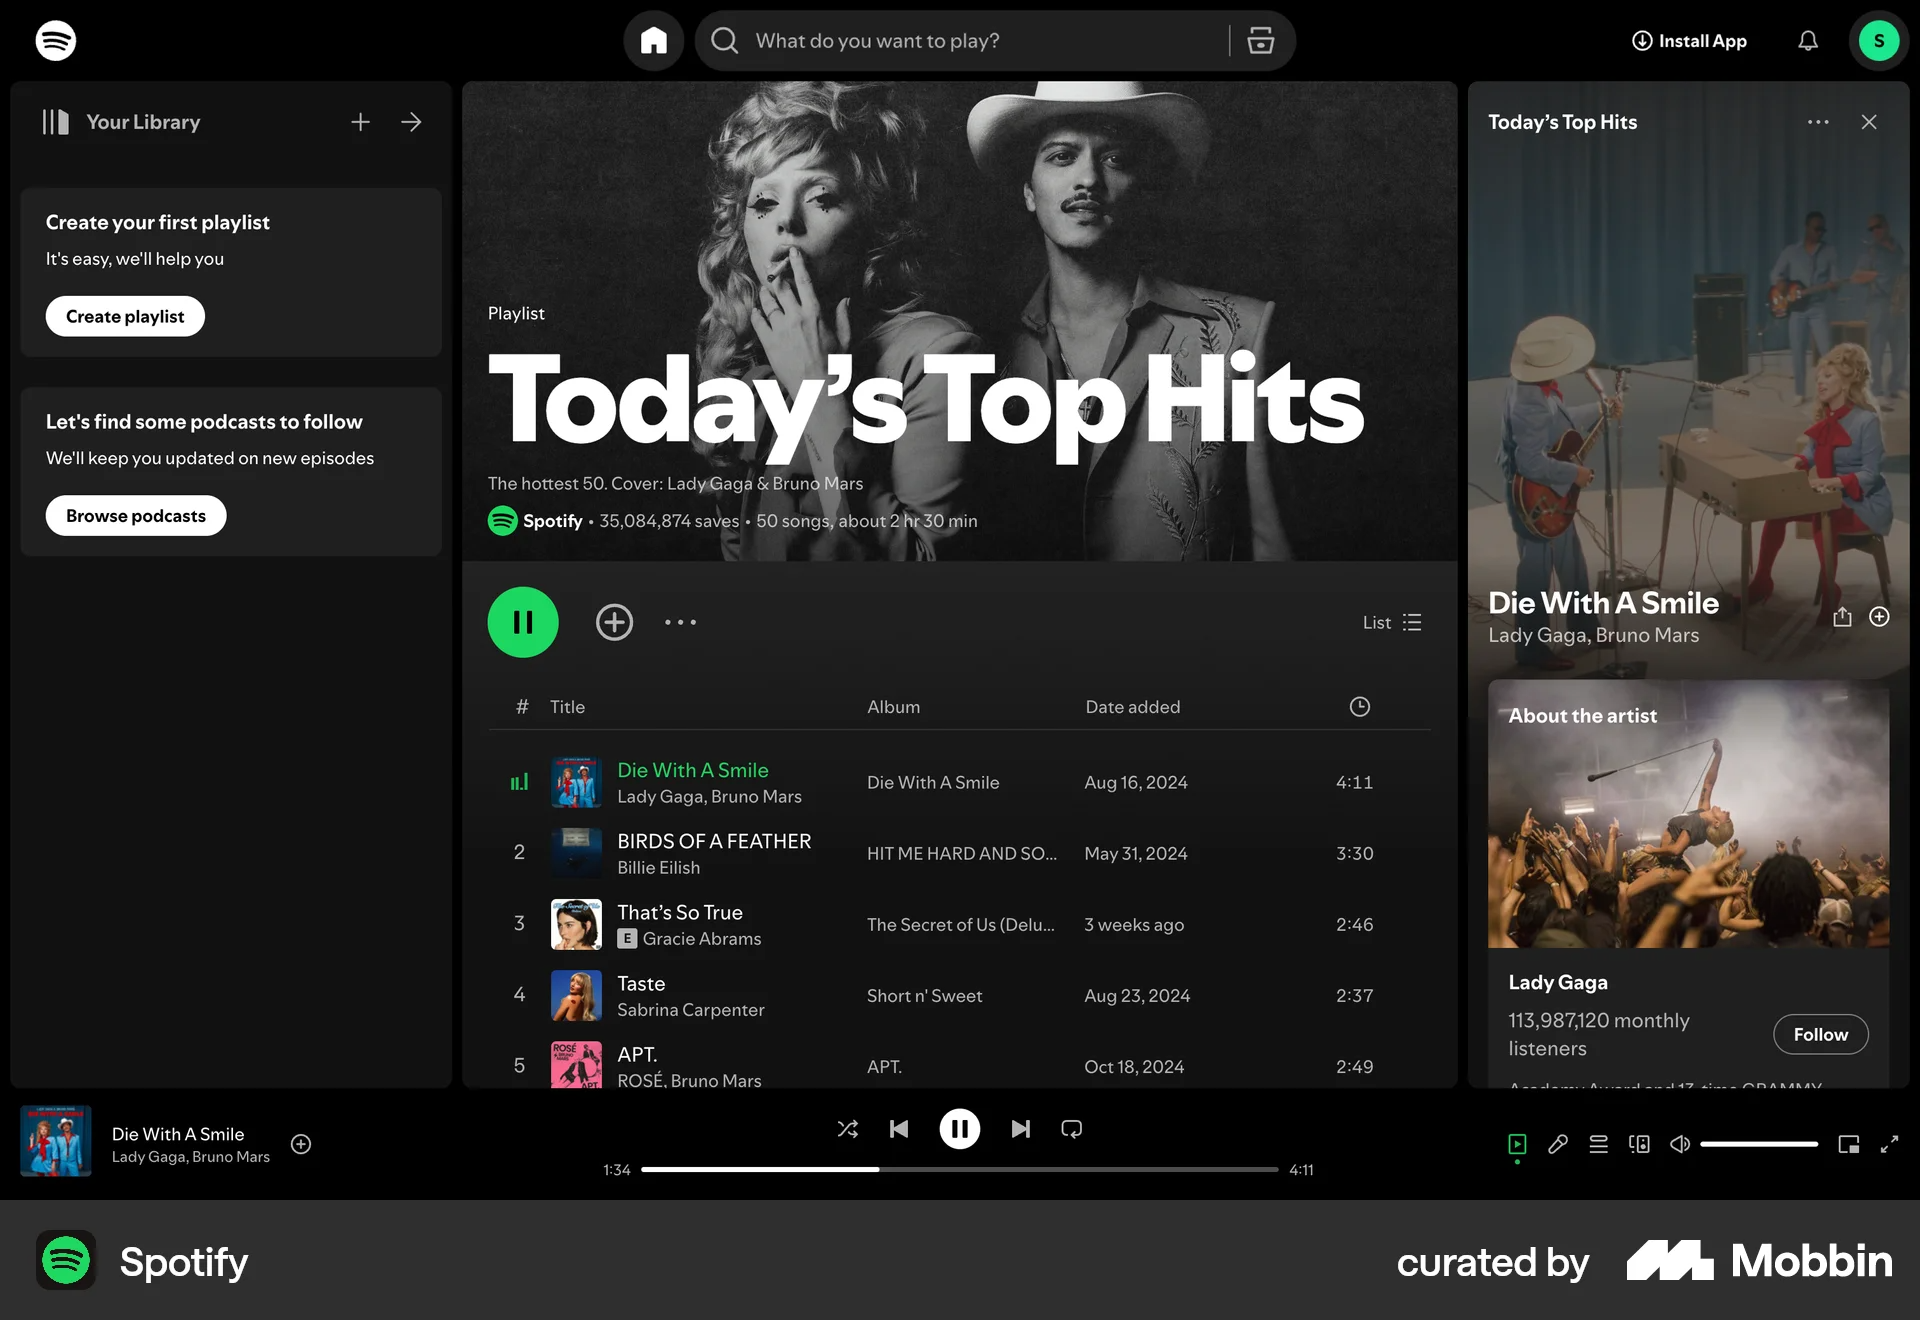 What do you want to play?
Install App
S
Your Library
Create your first playlist
It's easy, we'll help you
Create playlist
Let's find some podcasts to follow
We'll keep you updated on new episodes
Browse podcasts
Playlist
Today’s Top Hits
The hottest 50. Cover: Lady Gaga & Bruno Mars
Spotify • 35,084,874 saves • 50 songs, about 2 hr 30 min
List
# Title Album Date added
Die With A Smile
Lady Gaga, Bruno Mars
Die With A Smile Aug 16, 2024 4:11
2 BIRDS OF A FEATHER
Billie Eilish
HIT ME HARD AND SO... May 31, 2024 3:30
3 That’s So True
E Gracie Abrams
The Secret of Us (Delu... 3 weeks ago 2:46
4 Taste
Sabrina Carpenter
Short n' Sweet Aug 23, 2024 2:37
5 APT.
ROSÉ, Bruno Mars
APT. Oct 18, 2024 2:49
Today’s Top Hits
Die With A Smile
Lady Gaga, Bruno Mars
About the artist
Lady Gaga
113,987,120 monthly
listeners
Follow
Academy Award and 13-time GRAMMY
Die With A Smile
Lady Gaga, Bruno Mars
1:34 4:11
Spotify
curated by Mobbin